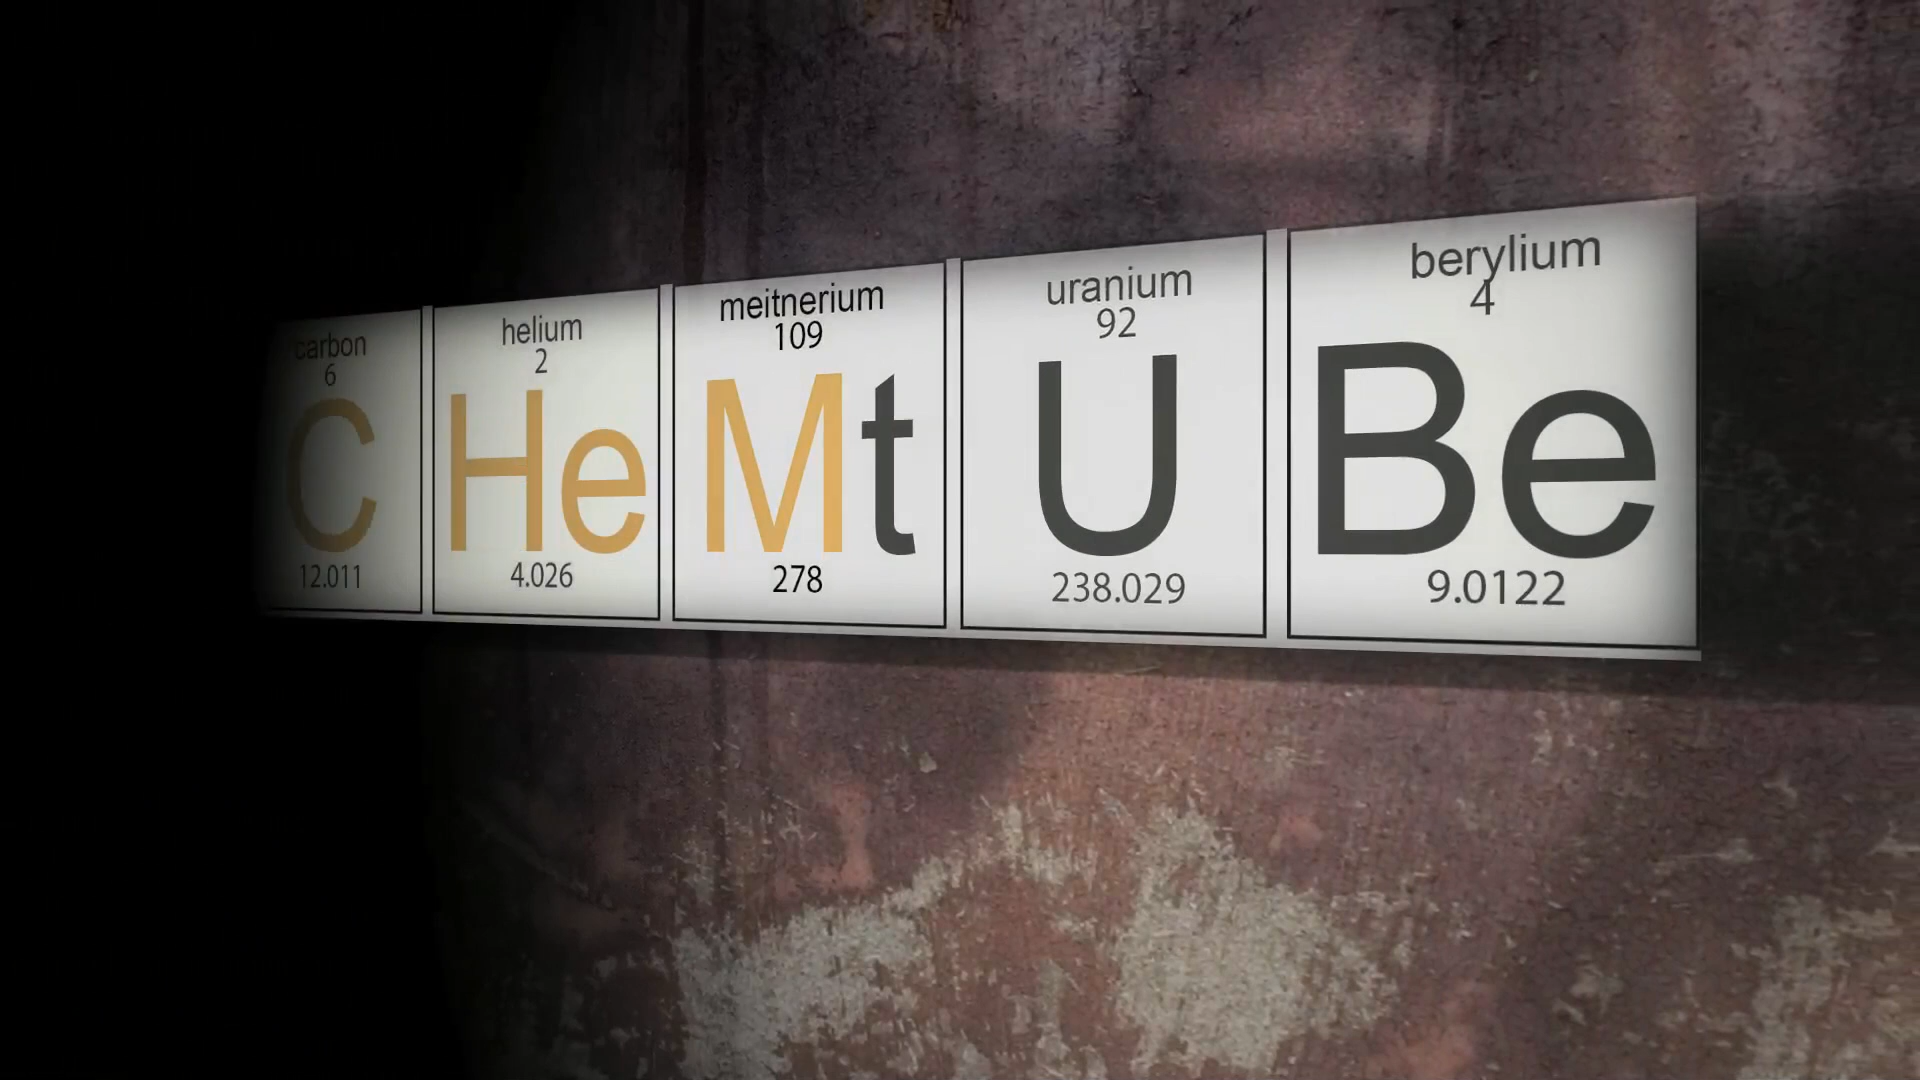 carbon
6
C
12.011
helium
2
He
4.026
meitnerium
109
Mt
278
uranium
92
U
238.029
berylium
4
Be
9.0122